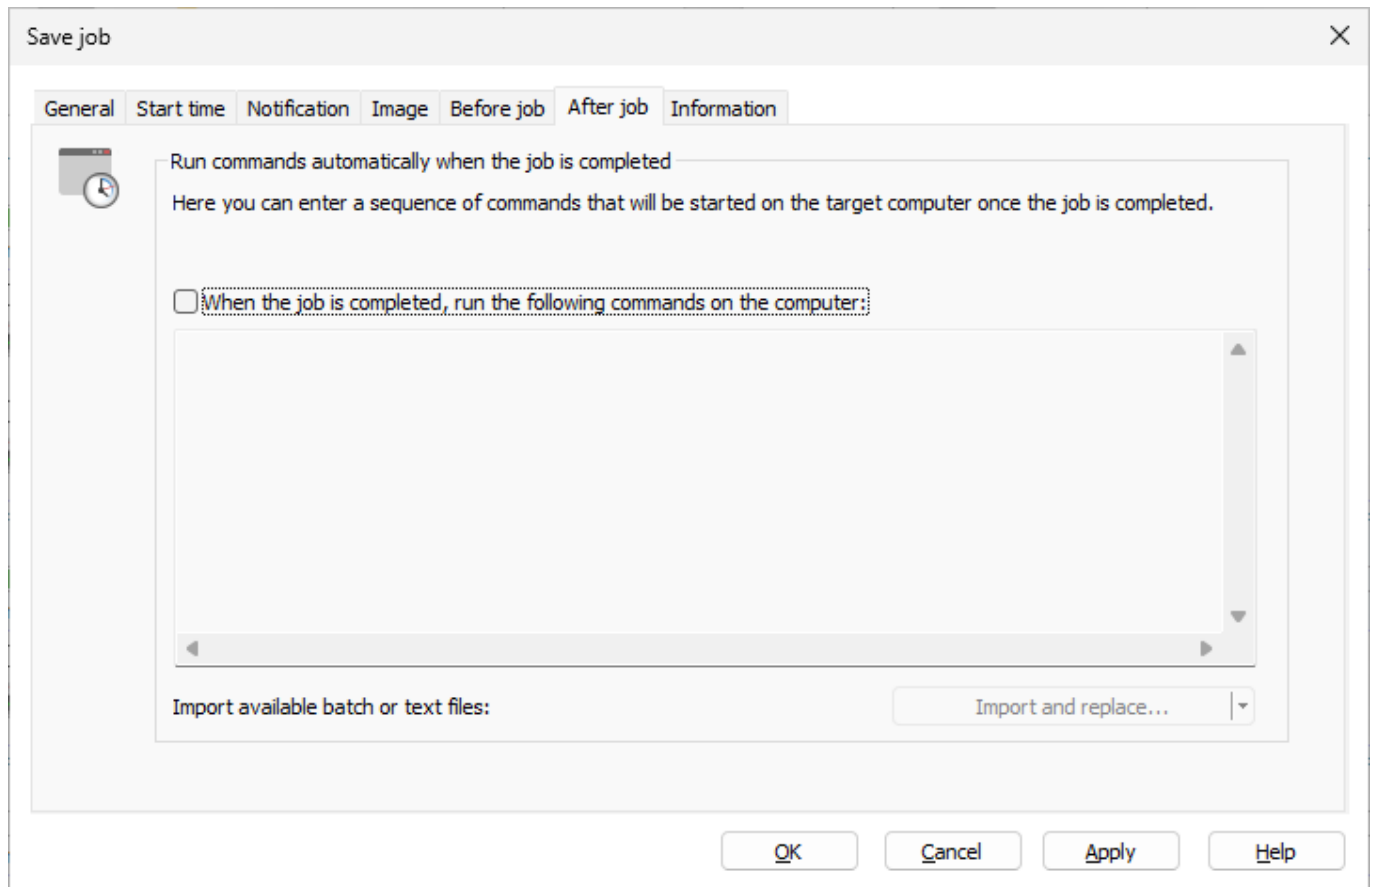 Save job
General
Start time
Notification
Image
Before job
After job
Information
Run commands automatically when the job is completed
Here you can enter a sequence of commands that will be started on the target computer once the job is completed.
When the job is completed, run the following commands on the computer:
Import available batch or text files:
Import and replace...
OK
Cancel
Apply
Help